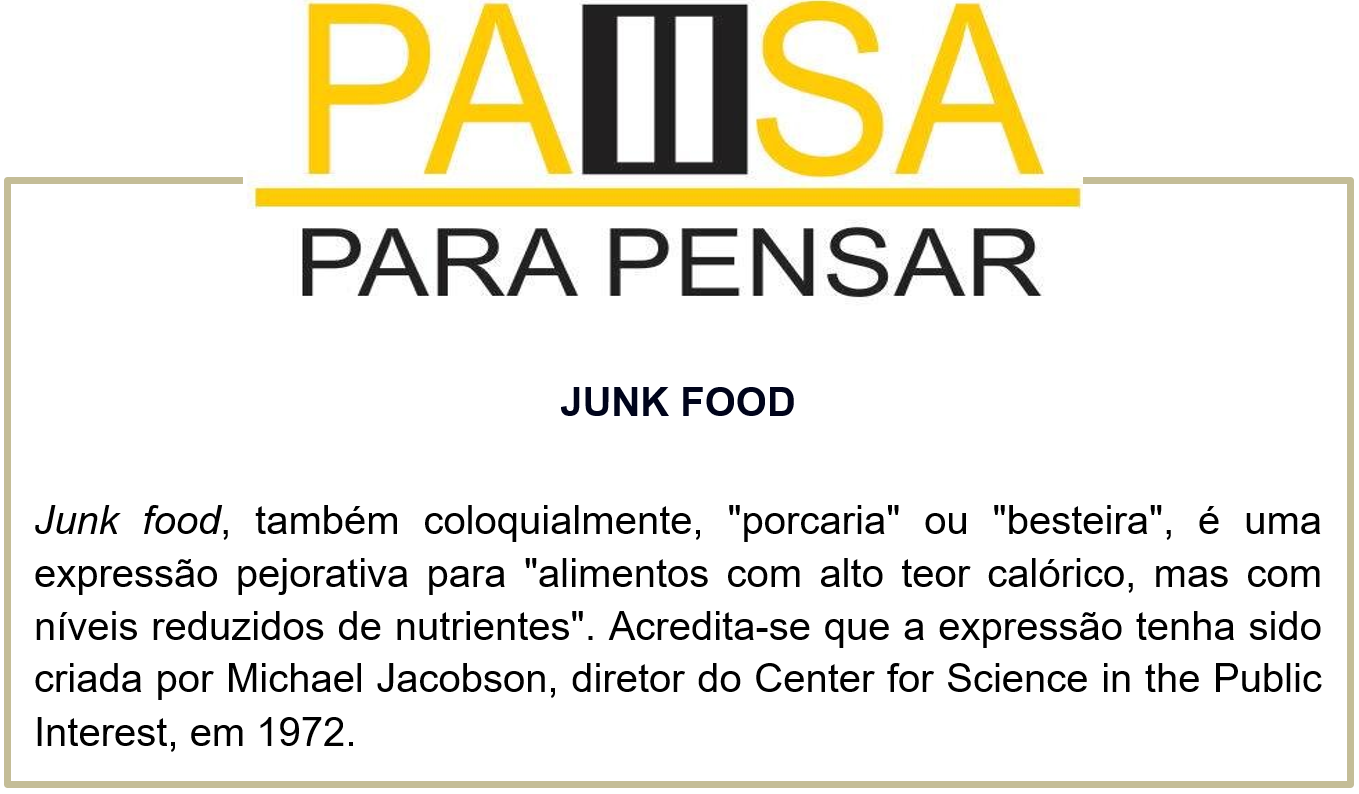 PAUSA
PARA PENSAR
JUNK FOOD
Junk food, também coloquialmente, "porcaria" ou "besteira", é uma
expressão pejorativa para "alimentos com alto teor calórico, mas com
níveis reduzidos de nutrientes". Acredita-se que a expressão tenha sido
criada por Michael Jacobson, diretor do Center for Science in the Public
Interest, em 1972.